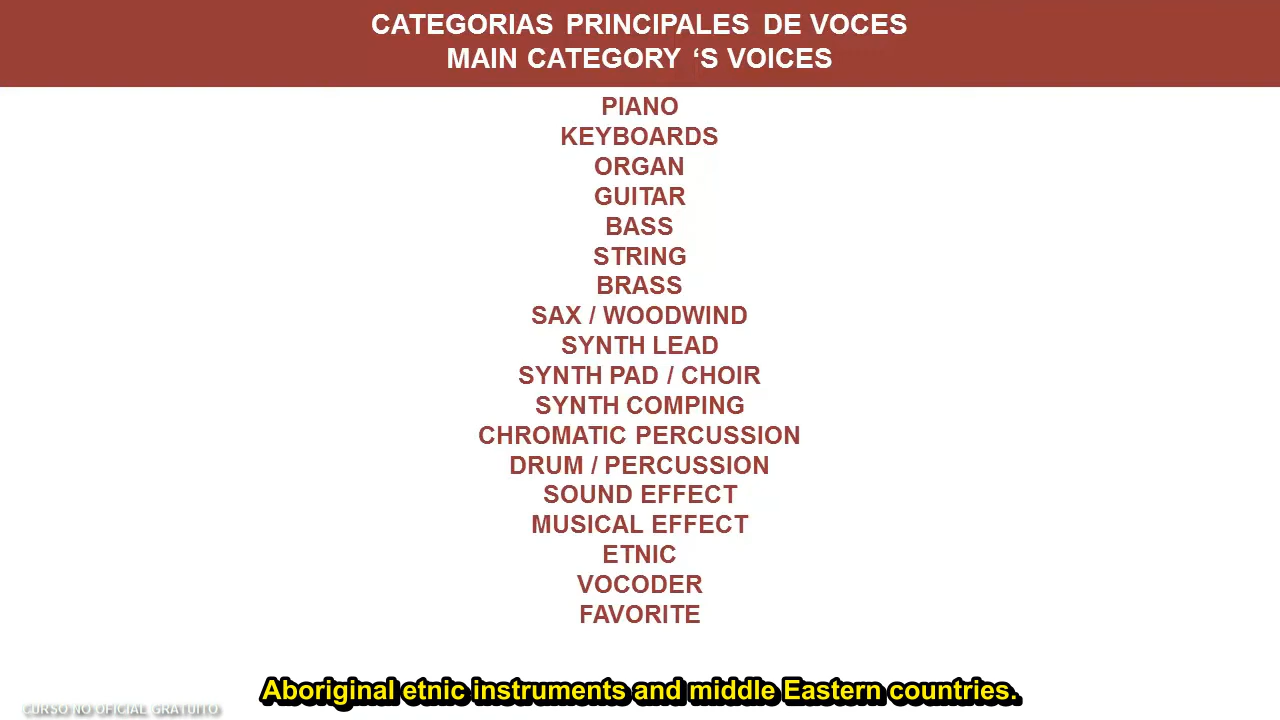 CATEGORIAS PRINCIPALES DE VOCES
MAIN CATEGORY ‘S VOICES
PIANO
KEYBOARDS
ORGAN
GUITAR
BASS
STRING
BRASS
SAX / WOODWIND
SYNTH LEAD
SYNTH PAD / CHOIR
SYNTH COMPING
CHROMATIC PERCUSSION
DRUM / PERCUSSION
SOUND EFFECT
MUSICAL EFFECT
ETNIC
VOCODER
FAVORITE
Aboriginal etnic instruments and middle Eastern countries.
CURSO NO OFICIAL GRATUITO